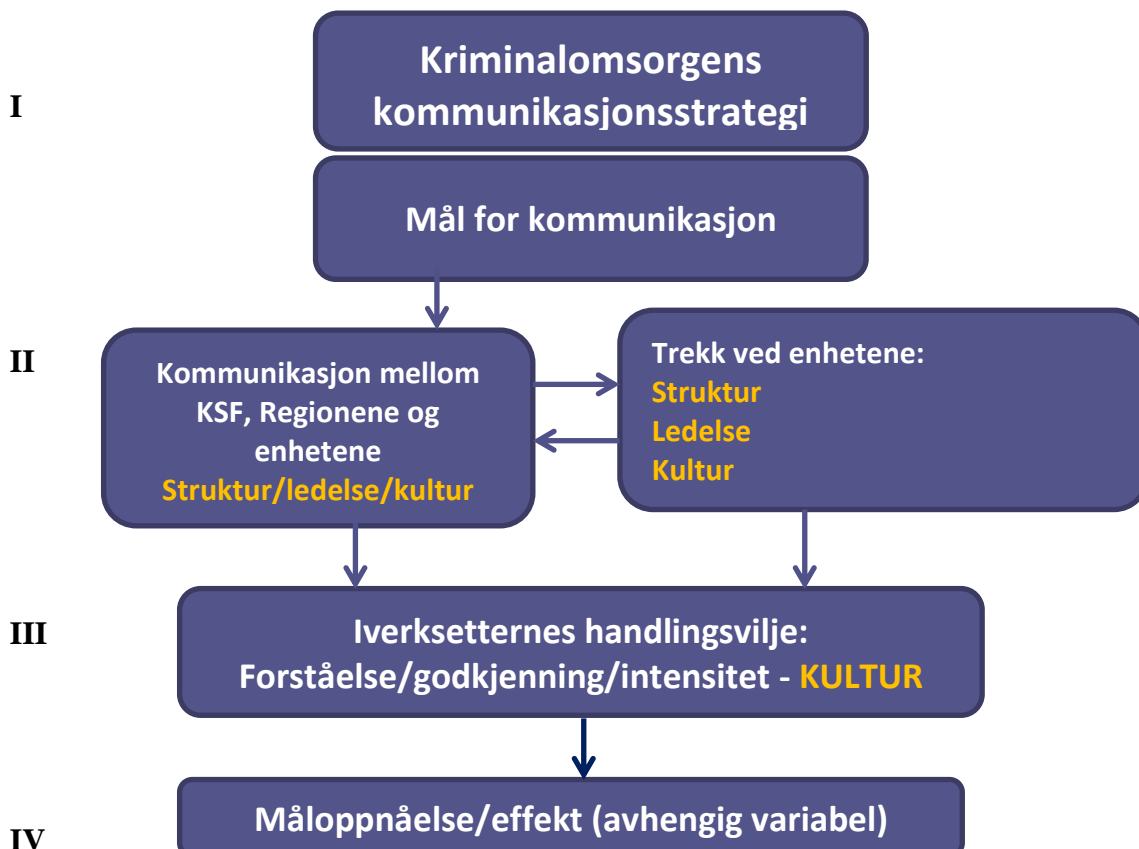 Kriminalomsorgens
I
kommunikasjonsstrategi
Mål for kommunikasjon
II
Kommunikasjon mellom
KSF, Regionene og
enhetene
Struktur/ledelse/kultur
Trekk ved enhetene:
Struktur
Ledelse
Kultur
III
Iverksetternes handlingsvilje:
Forståelse/godkjenning/intensitet - KULTUR
IV
Måloppnåelse/effekt (avhengig variabel)